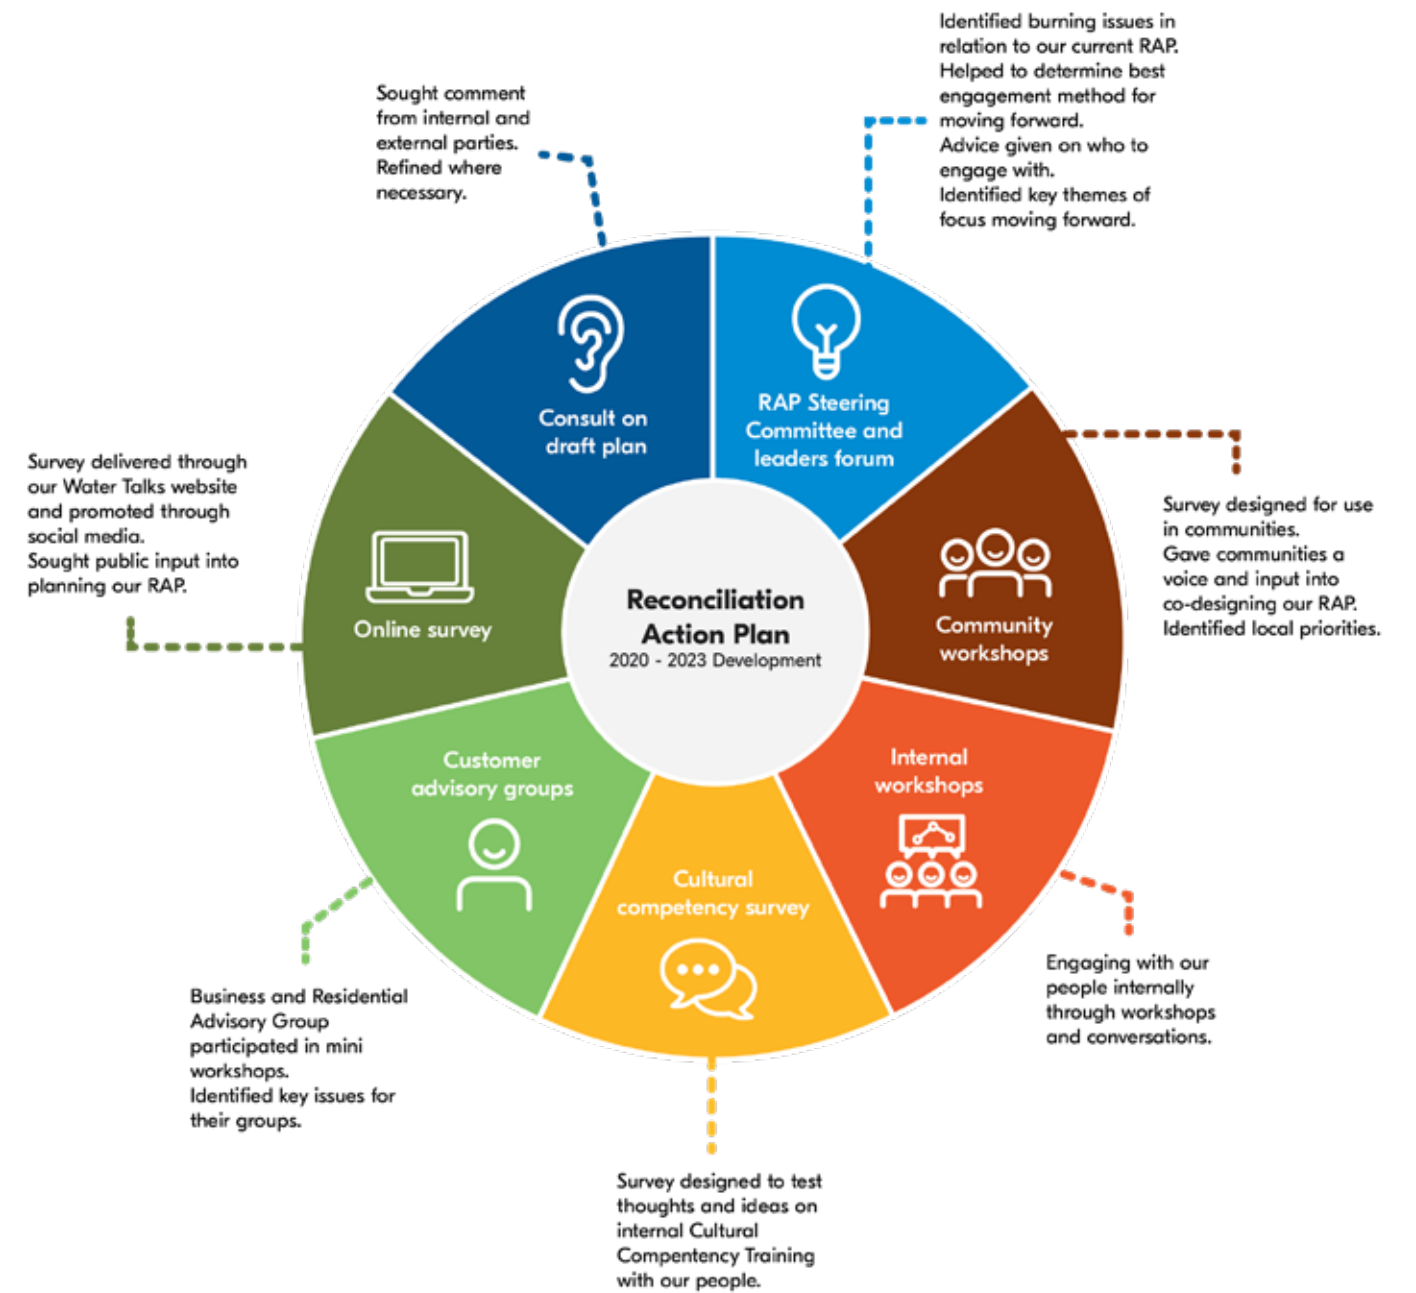 Identified burning issues in
relation to our current RAP.
Helped to determine best
engagement method for
moving forward.
Advice given on who to
engage with.
Identified key themes of
focus moving forward.
Sought comment
from internal and
external parties.
Refined where
necessary.
Consult on
draft plan
RAP Steering
Committee and
leaders forum
Survey delivered through
our Water Talks website
and promoted through
social media.
Sought public input into
planning our RAP.
Online survey
Reconciliation
Action Plan
2020 - 2023 Development
Community
workshops
Survey designed for use
in communities.
Gave communities a
voice and input into
co-designing our RAP.
Identified local priorities.
Customer
advisory groups
Internal
workshops
Cultural
competency survey
Business and Residential
Advisory Group
participated in mini
workshops.
Identified key issues for
their groups.
Engaging with our
people internally
through workshops
and conversations.
Survey designed to test
thoughts and ideas on
internal Cultural
Compentency Training
with our people.